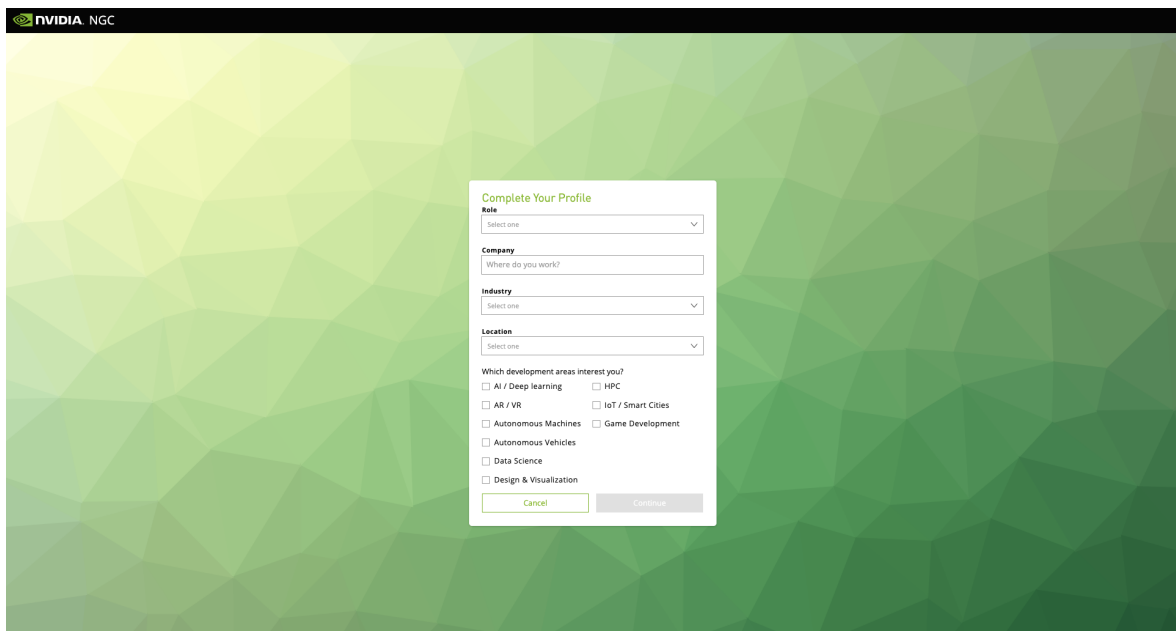 NVIDIA. NGC
Complete Your Profile
Role
Select one
Company
Where do you work?
Industry
Select one
Location
Select one
Which development areas interest you?
AI / Deep learning
HPC
AR / VR
IoT / Smart Cities
Autonomous Machines
Game Development
Autonomous Vehicles
Data Science
Design & Visualization
Cancel
Continue